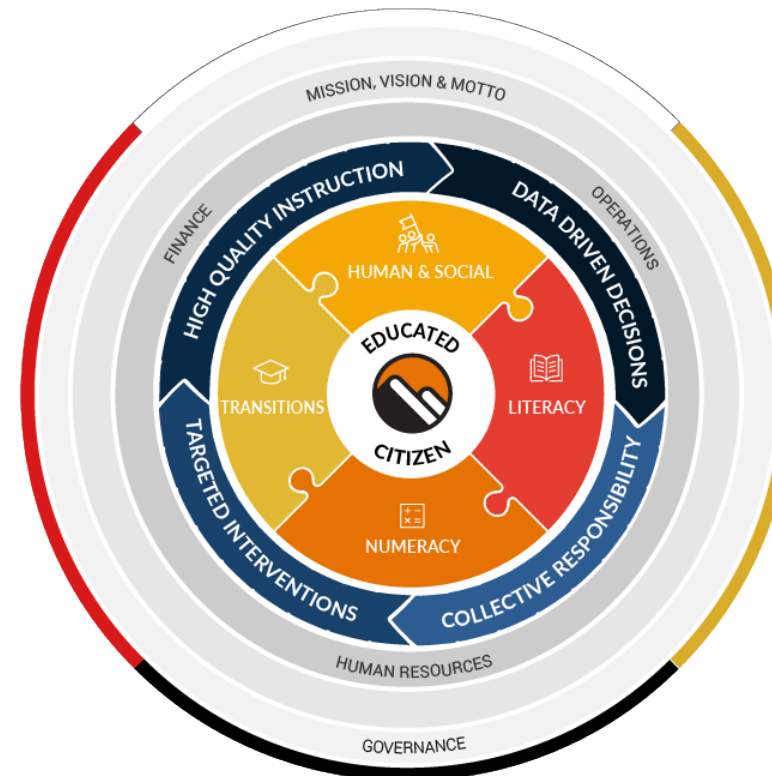 MISSION, VISION & MOTTO
FINANCE
OPERATIONS
HIGH QUALITY INSTRUCTION
DATA DRIVEN DECISIONS
HUMAN & SOCIAL
EDUCATED
TRANSITIONS
LITERACY
CITIZEN
TARGETED INTERVENTIONS
COLLECTIVE RESPONSIBILITY
NUMERACY
HUMAN RESOURCES
GOVERNANCE